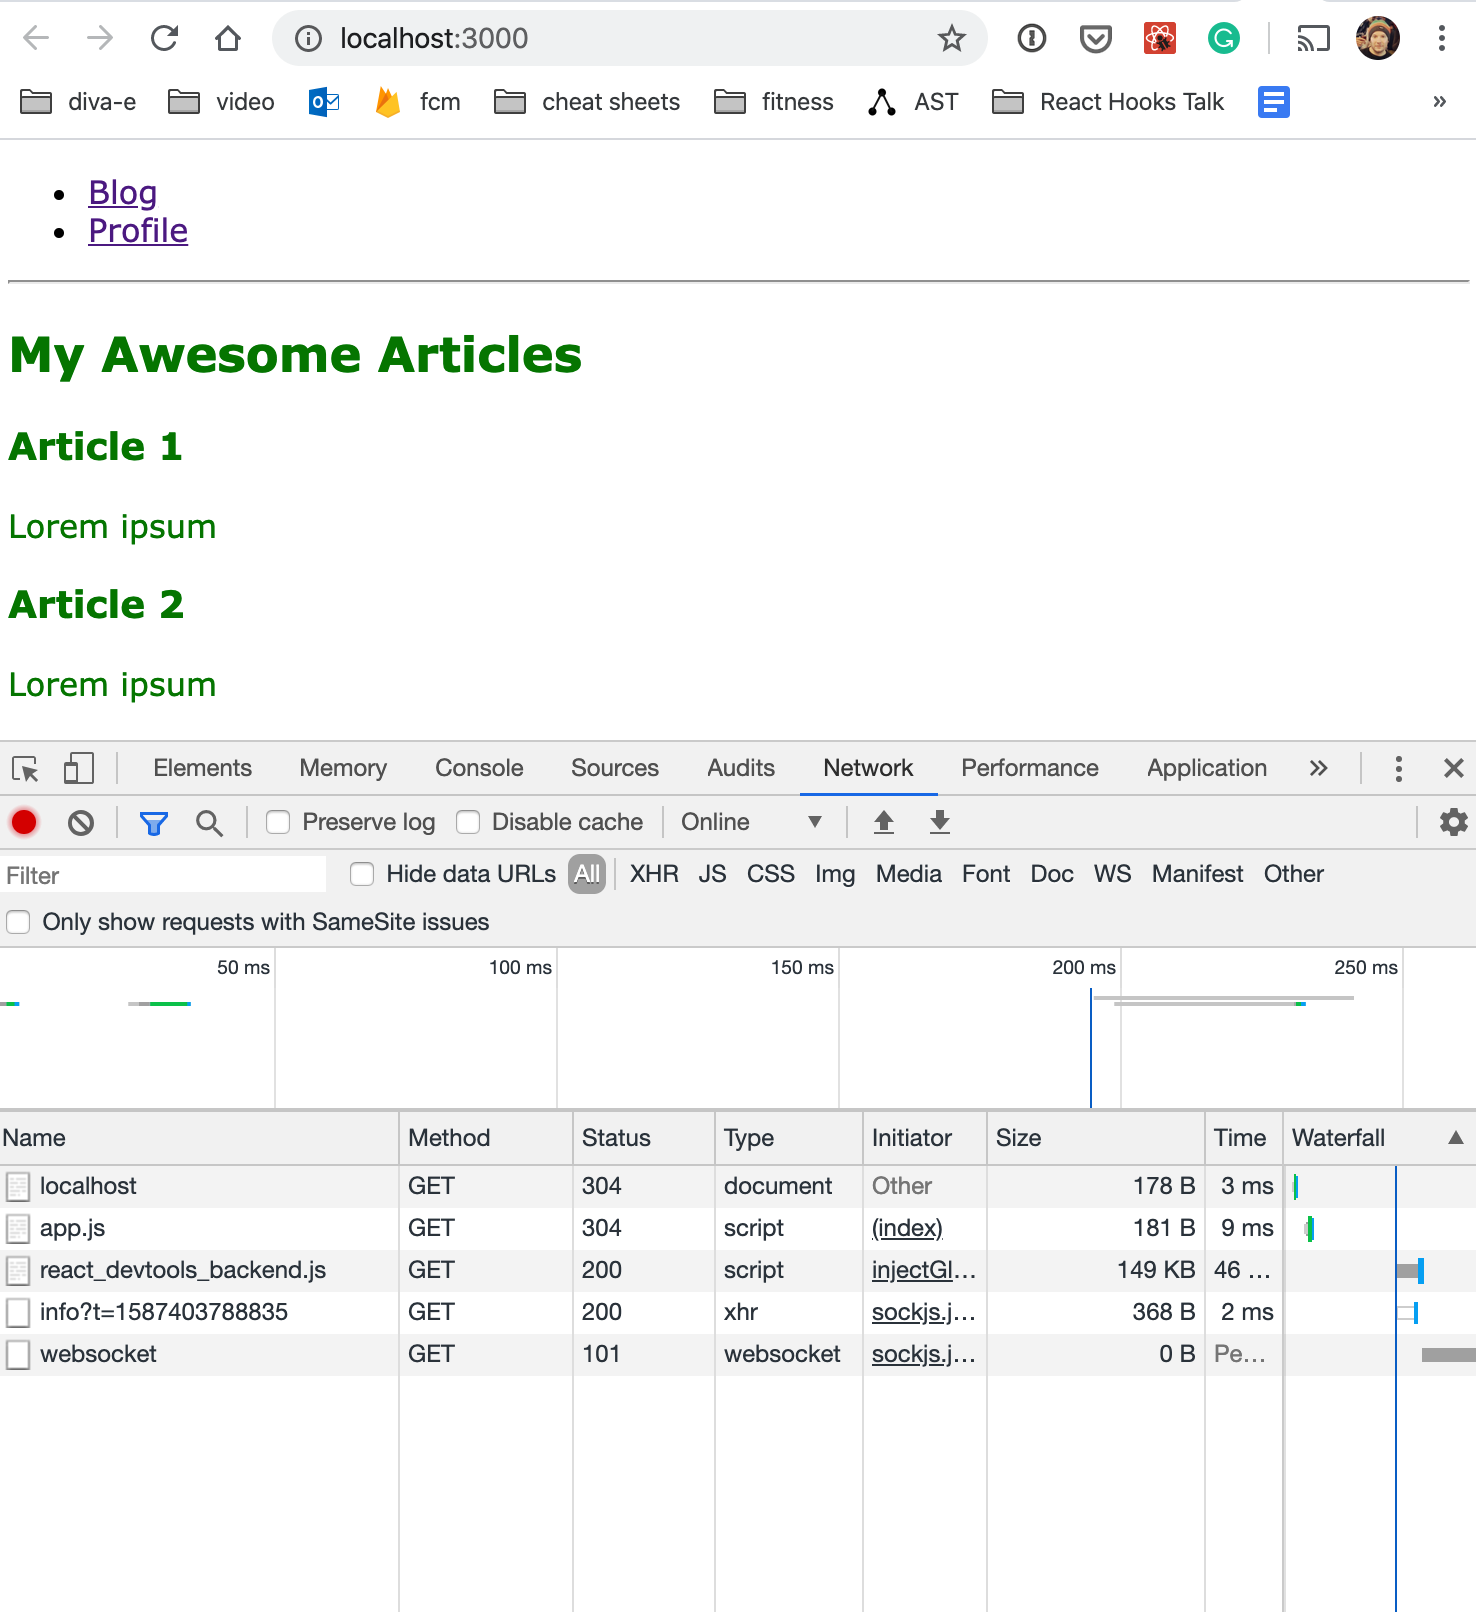 localhost:3000
diva-e video fcm cheat sheets fitness AST React Hooks Talk »
Blog
Profile
My Awesome Articles
Article 1
Lorem ipsum
Article 2
Lorem ipsum
Elements Memory Console Sources Audits Network Performance Application »
Preserve log Disable cache Online
Filter Hide data URLs All XHR JS CSS Img Media Font Doc WS Manifest Other
Only show requests with SameSite issues
50 ms 100 ms 150 ms 200 ms 250 ms
Name Method Status Type Initiator Size Time Waterfall
localhost GET 304 document Other 178 B 3 ms
app.js GET 304 script (index) 181 B 9 ms
react_devtools_backend.js GET 200 script injectGl... 149 KB 46 ...
info?t=1587403788835 GET 200 xhr sockjs.j... 368 B 2 ms
websocket GET 101 websocket sockjs.j... 0 B Pe...